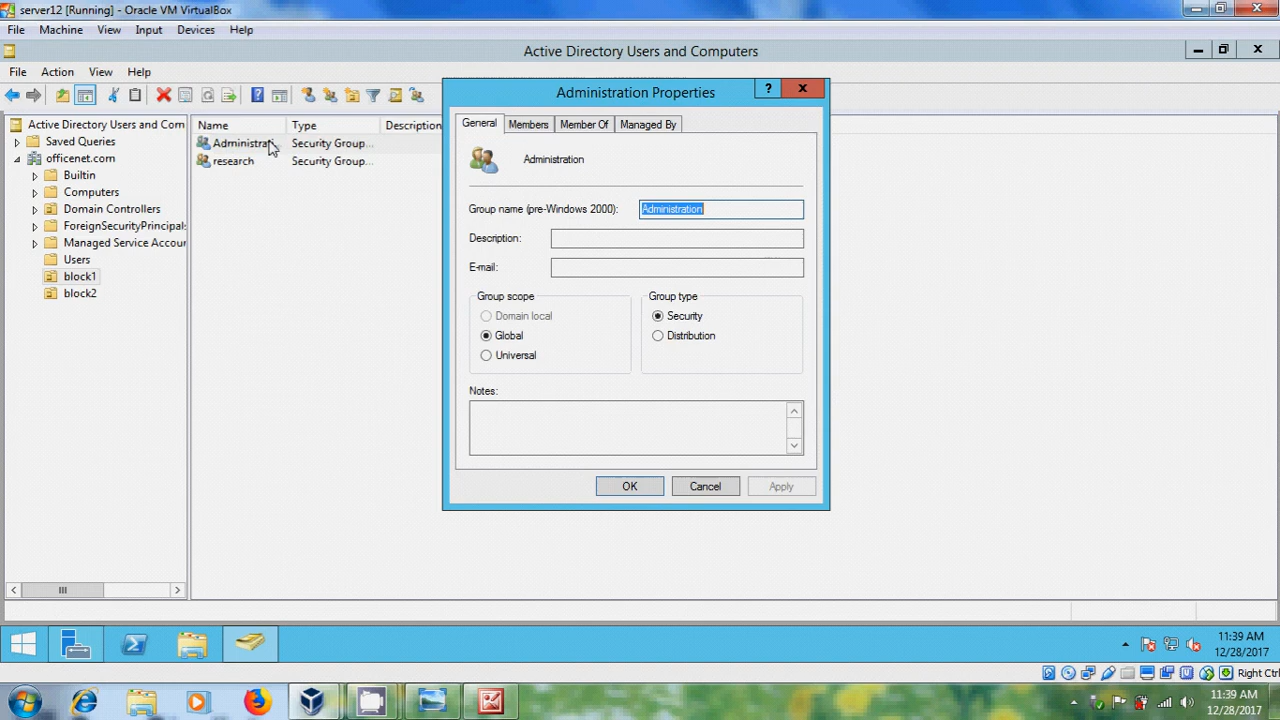 server12 [Running] - Oracle VM VirtualBox
File Machine View Input Devices Help
Active Directory Users and Computers
File Action View Help
Active Directory Users and Com
Saved Queries
officenet.com
Builtin
Computers
Domain Controllers
ForeignSecurityPrincipal
Managed Service Accour
Users
block1
block2
Name Type Description
Administrat Security Group...
research Security Group...
Administration Properties
General Members Member Of Managed By
Administration
Group name (pre-Windows 2000): Administration
Description:
E-mail:
Group scope
Domain local
Global
Universal
Group type
Security
Distribution
Notes:
OK Cancel Apply
11:39 AM
12/28/2017
Right Ctrl
11:39 AM
12/28/2017